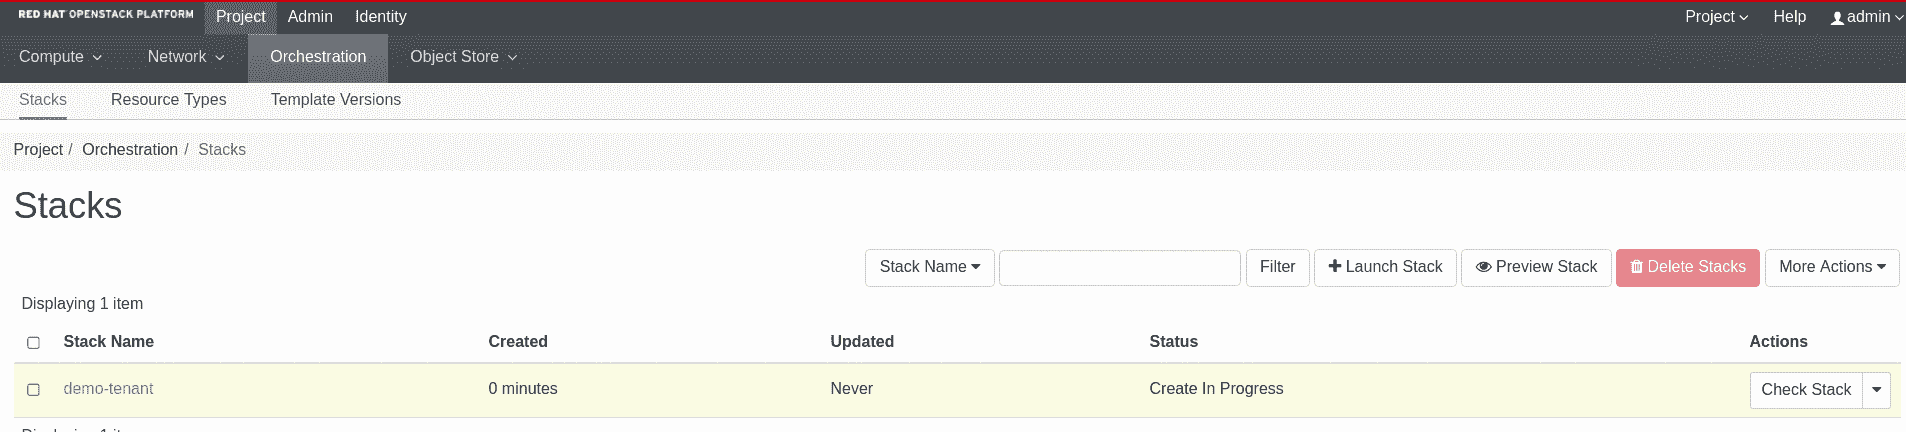 RED HAT OPENSTACK PLATFORM Project Admin Identity Project Help admin
Compute Network Orchestration Object Store
Stacks Resource Types Template Versions
Project / Orchestration / Stacks
Stacks
Stack Name Filter Launch Stack Preview Stack Delete Stacks More Actions
Displaying 1 item
Stack Name Created Updated Status Actions
demo-tenant 0 minutes Never Create In Progress Check Stack